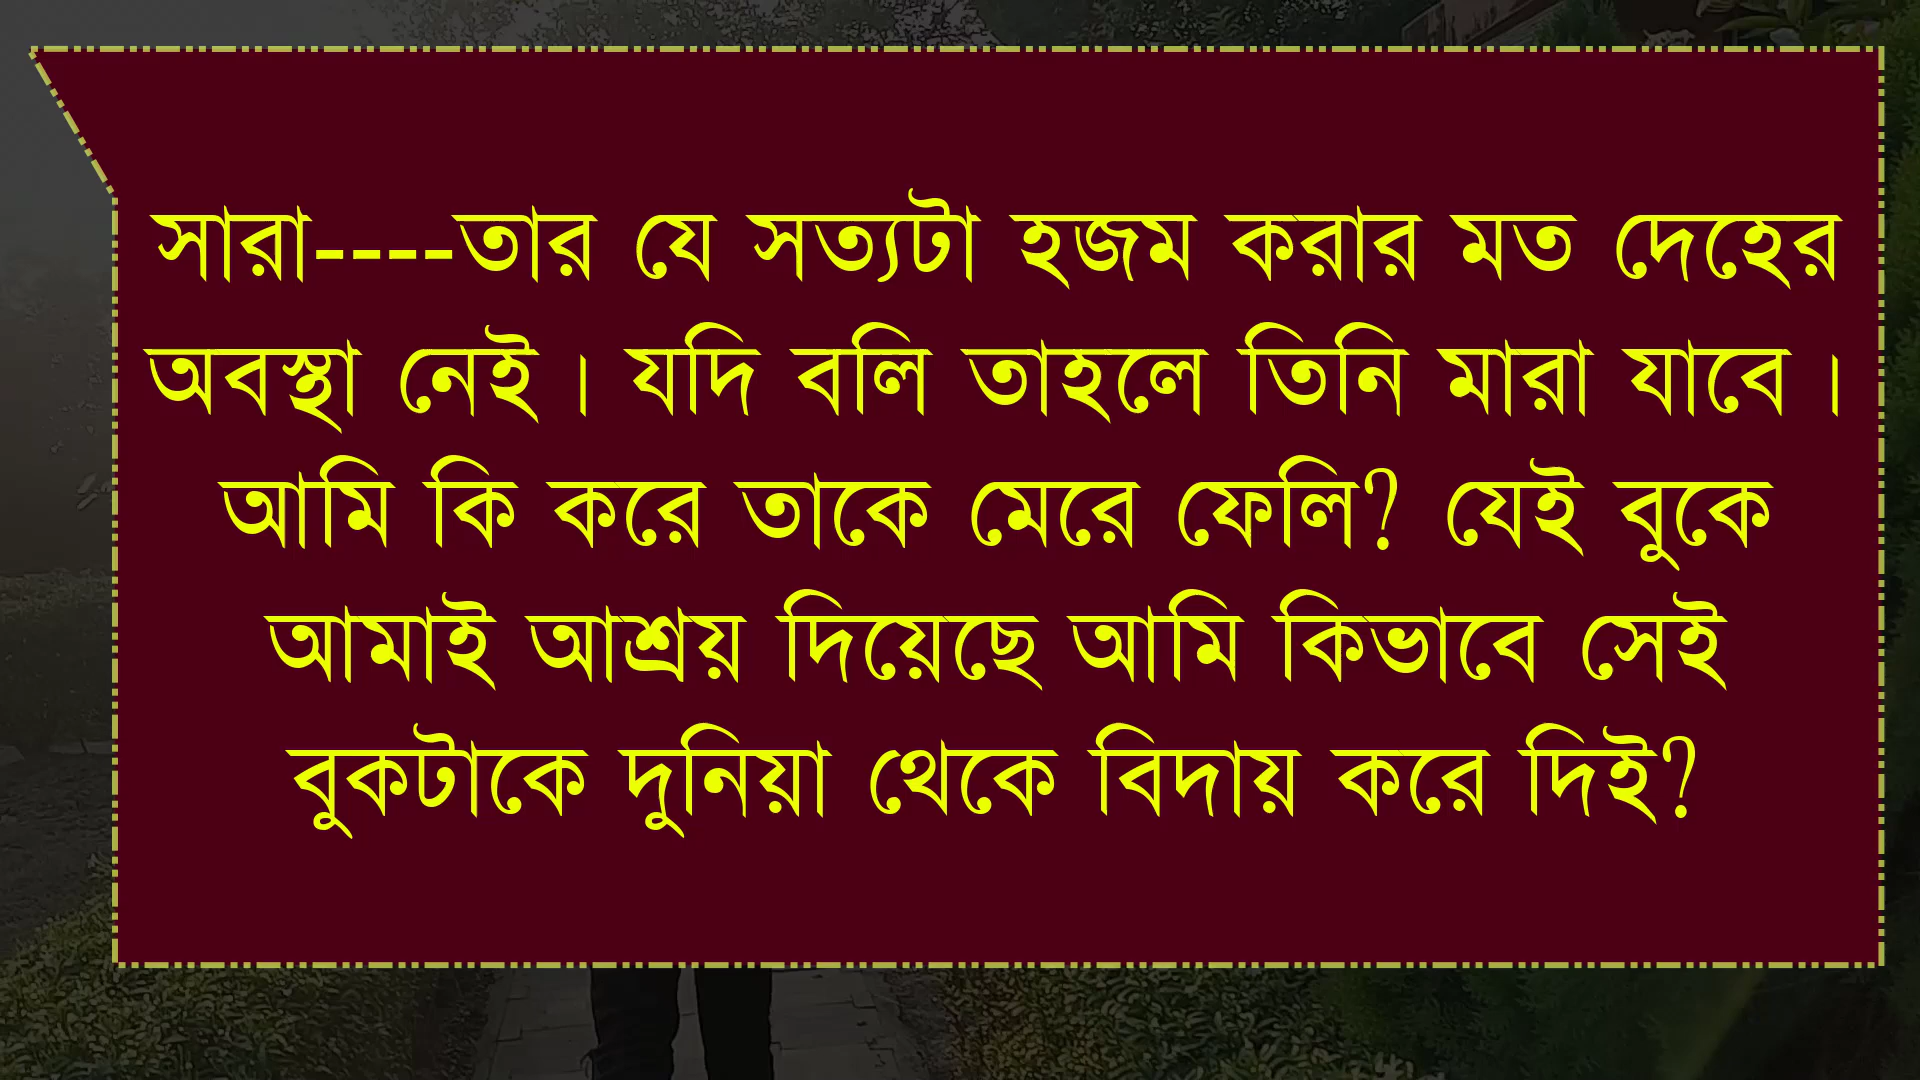 সারা----তার যে সত্যটা হজম করার মত দেহের
অবস্থা নেই। যদি বলি তাহলে তিনি মারা যাবে।
আমি কি করে তাকে মেরে ফেলি? যেই বুকে
আমাই আশ্রয় দিয়েছে আমি কিভাবে সেই
বুকটাকে দুনিয়া থেকে বিদায় করে দিই?